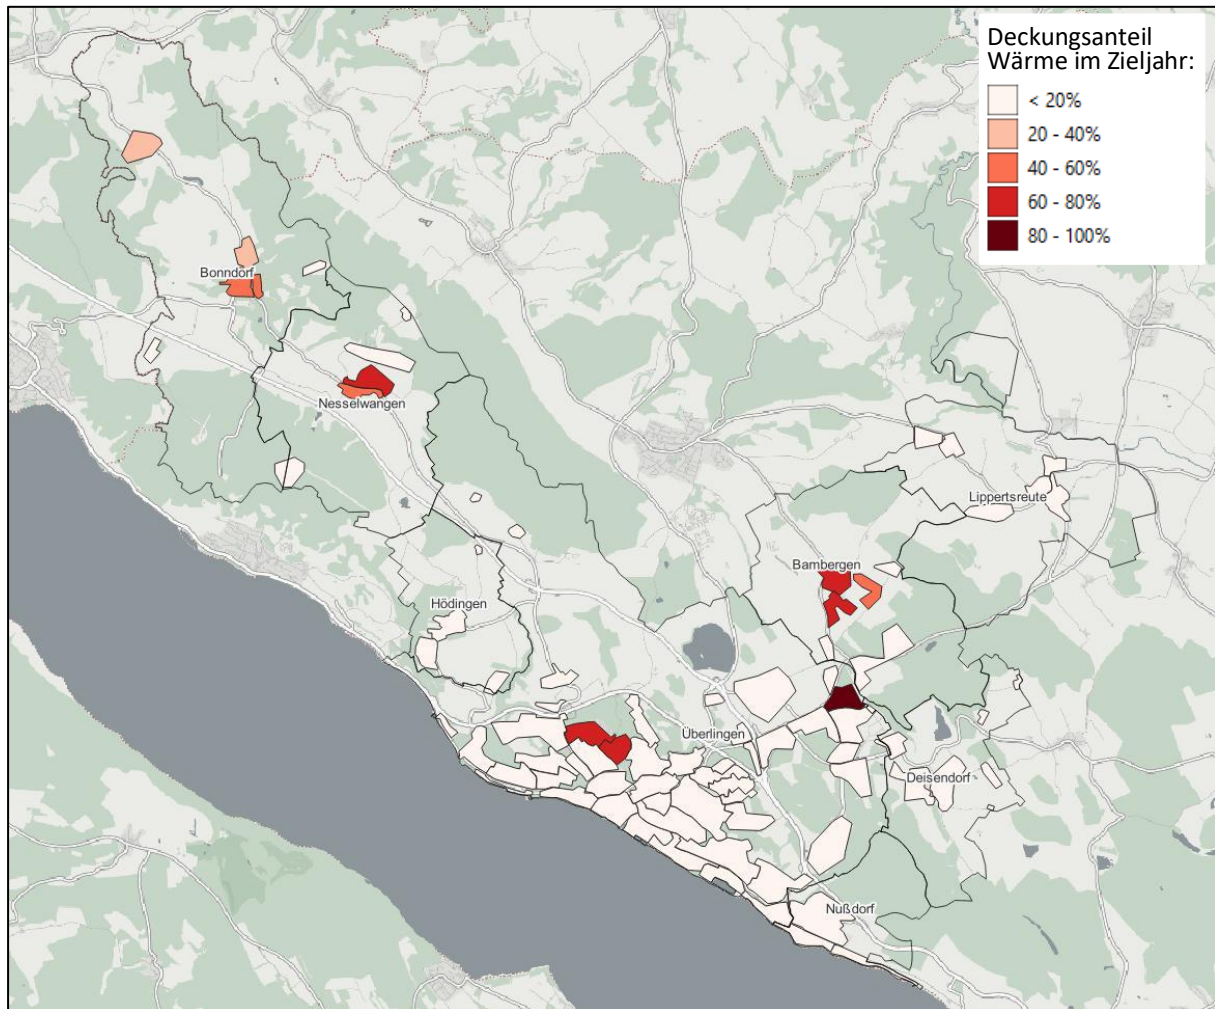 Deckungsanteil
Wärme im Zieljahr:
< 20%
20 - 40%
40 - 60%
60 - 80%
80 - 100%
Bonndorf
Nesselwangen
Lippertsreute
Bambergen
Hödingen
Überlingen
Deisendorf
Nußdorf